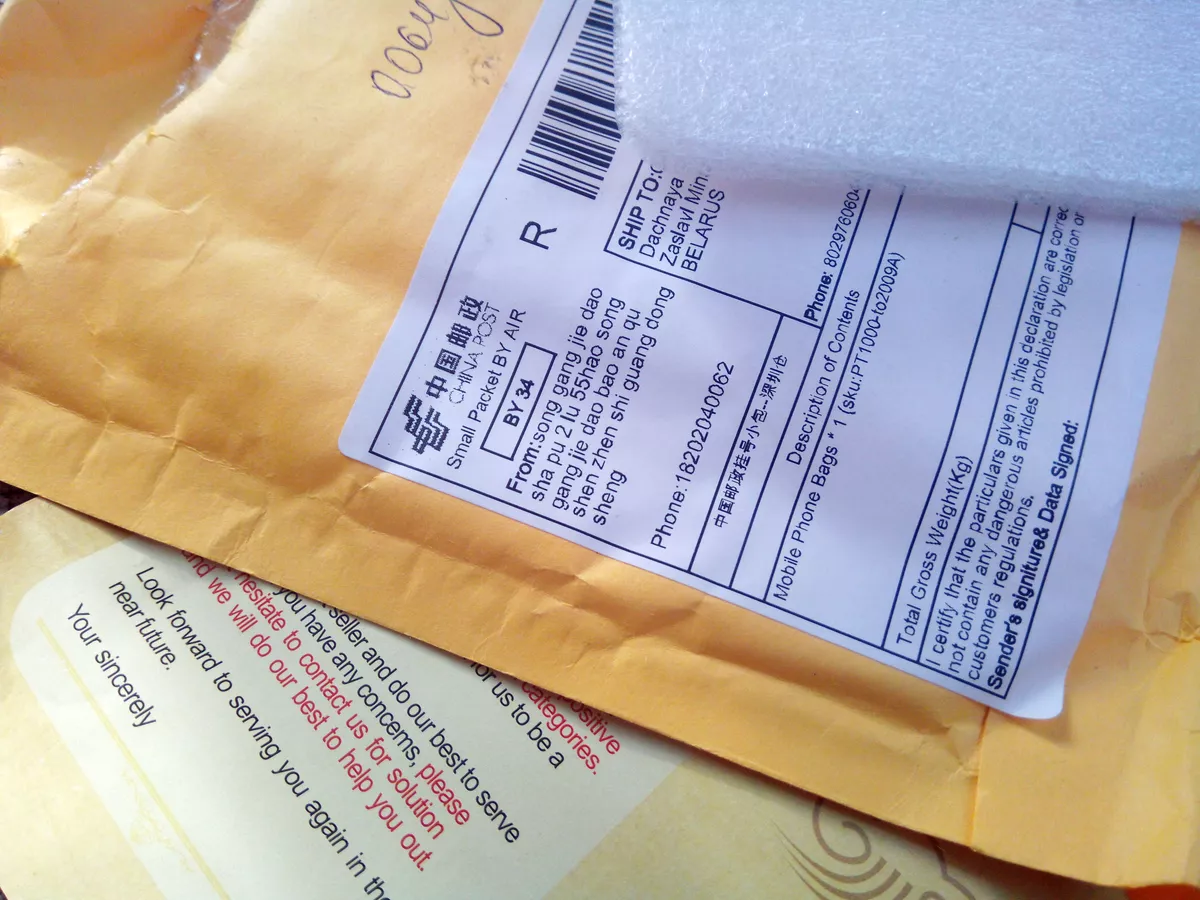 中国邮政
CHINA POST
Small Packet BY AIR
BY 34
R
From:song gang jie dao
sha pu 2 lu 55hao song
gang jie dao bao an qu
shen zhen shi guang dong
sheng
Phone:18202040062
SHIP TO:
Dachnaya
Zaslavl Min
BELARUS
Phone: 802976060
中国邮政挂号小包-深圳仓
Description of Contents
Mobile Phone Bags * 1 (sku:PT1000-to2009A)
Total Gross Weight(Kg)
I certify that the particulars given in this declaration are correc
not contain any dangerous articles prohibited by legislation or
customers regulations.
Sender's signiture& Data Signed:
ositive
categories.
for us to be a
seller and do our best to serve
you have any concerns, please
hesitate to contact us for solution
and we will do our best to help you out.
Look forward to serving you again in the
near future.
Your sincerely